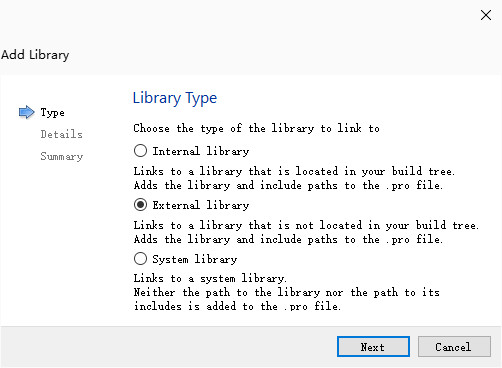 Add Library
Library Type
Type
Details
Summary
Choose the type of the library to link to
Internal library
Links to a library that is located in your build tree.
Adds the library and include paths to the .pro file.
External library
Links to a library that is not located in your build tree.
Adds the library and include paths to the .pro file.
System library
Links to a system library.
Neither the path to the library nor the path to its
includes is added to the .pro file.
Next
Cancel